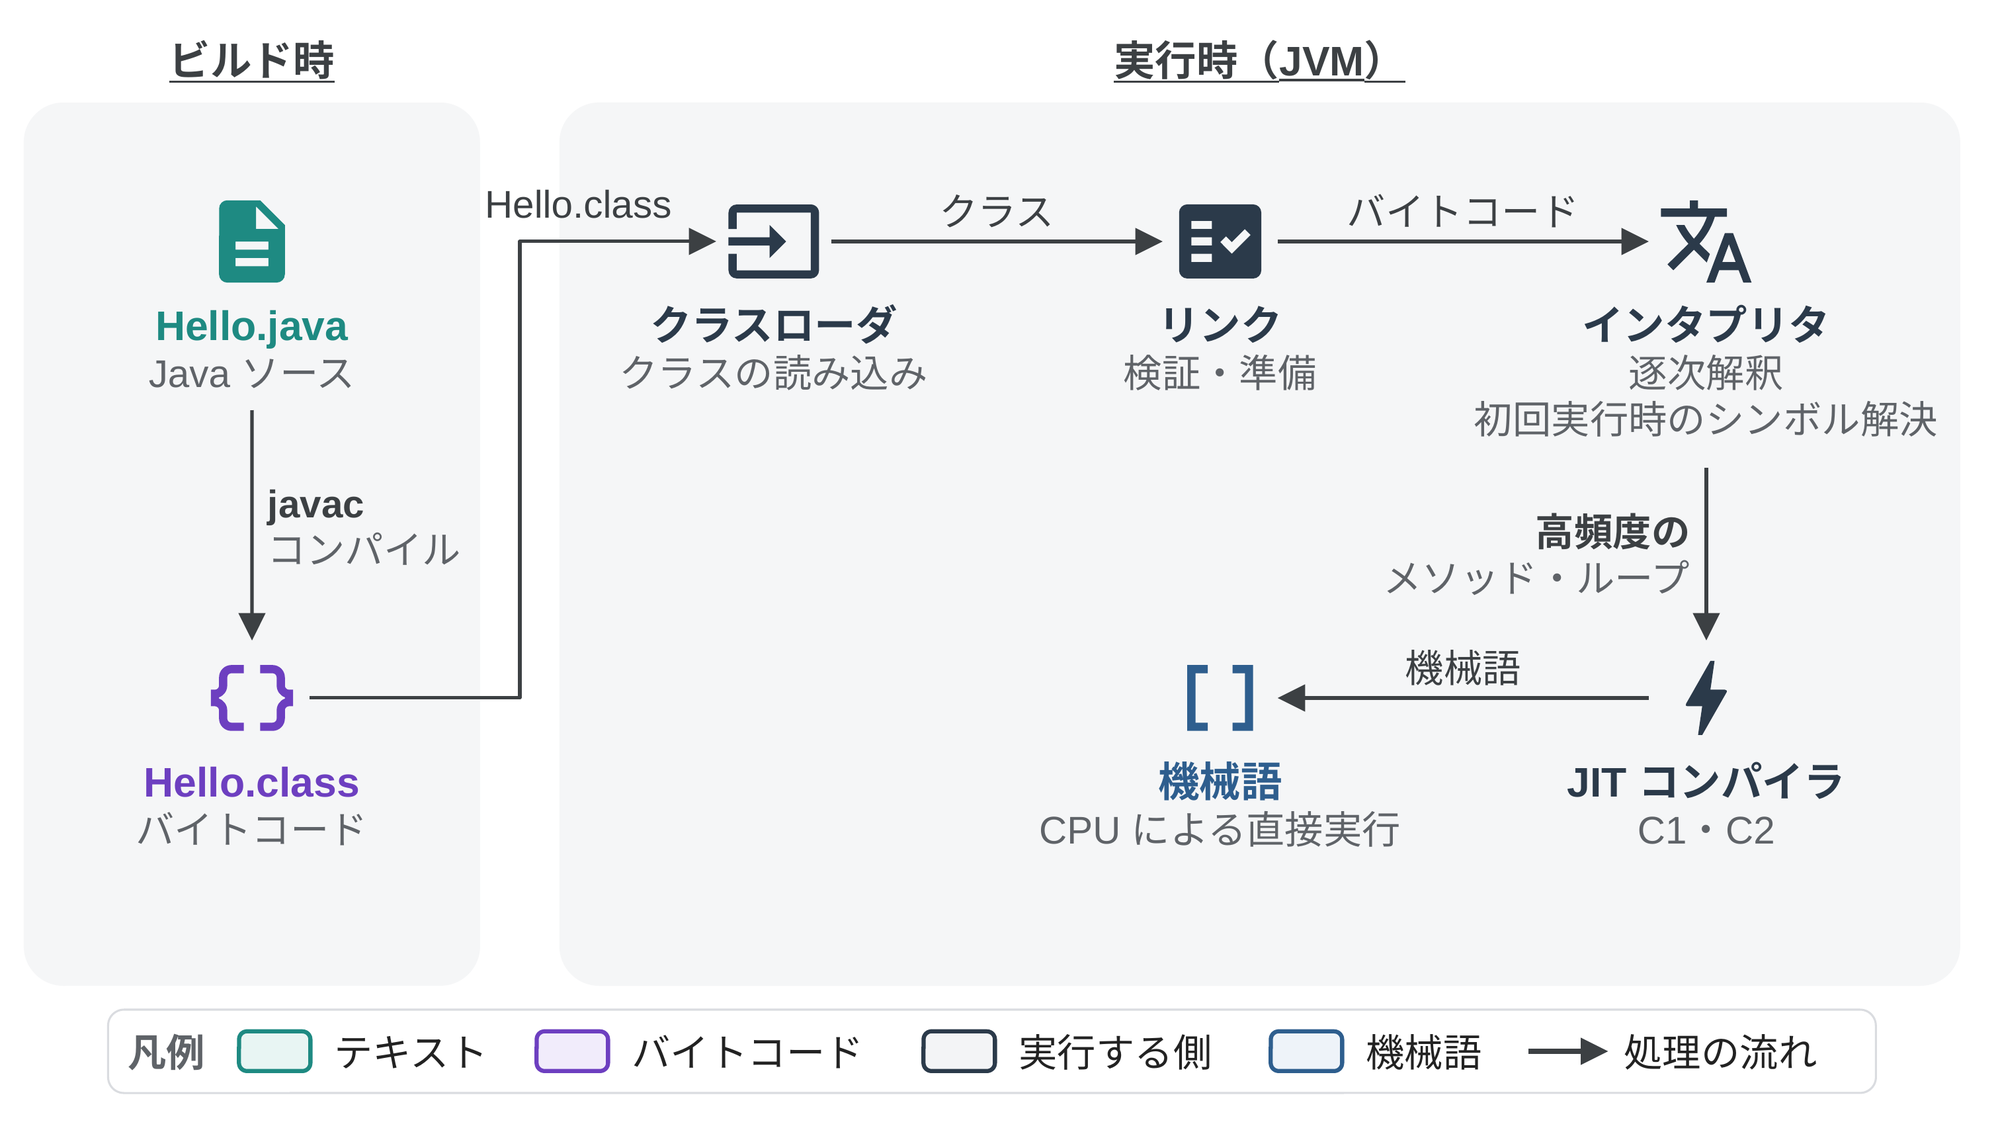 ビルド時
実行時（JVM）
Hello.java
Java ソース
javac
コンパイル
Hello.class
バイトコード
Hello.class
クラスローダ
クラスの読み込み
クラス
リンク
検証・準備
バイトコード
インタプリタ
逐次解釈
初回実行時のシンボル解決
高頻度の
メソッド・ループ
JIT コンパイラ
C1・C2
機械語
機械語
CPU による直接実行
凡例 テキスト バイトコード 実行する側 機械語 処理の流れ